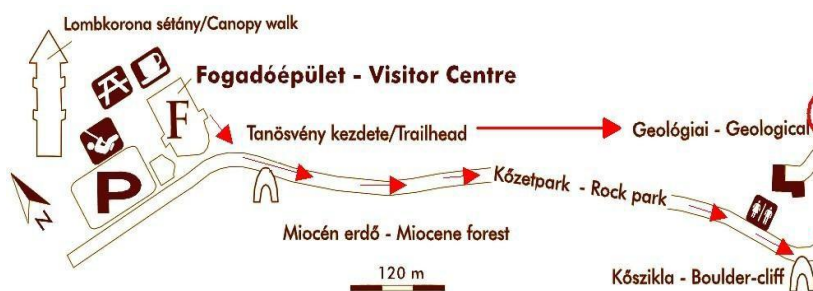 Lombkorona sétány/Canopy walk
Fogadóépület - Visitor Centre
F
Tanösvény kezdete/Trailhead
Geológiai - Geological
P
Kőzetpark - Rock park
N
Miocén erdő - Miocene forest
120 m
Kőszikla - Boulder-cliff